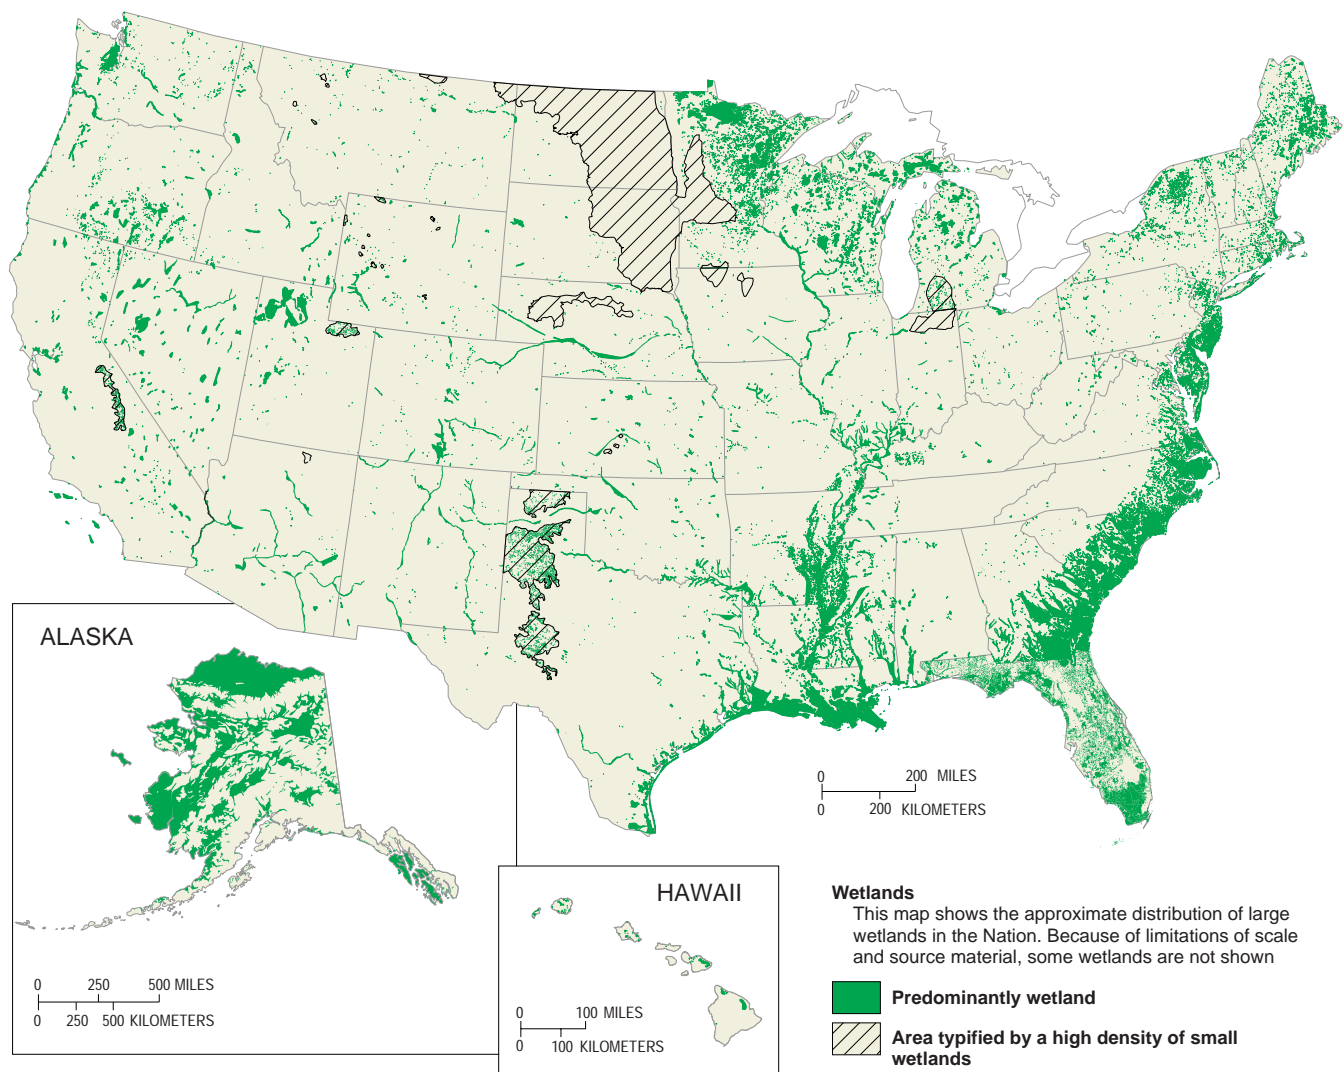 ALASKA
0 250 500 MILES
0 250 500 KILOMETERS
HAWAII
0 100 MILES
0 100 KILOMETERS
0 200 MILES
0 200 KILOMETERS
Wetlands
This map shows the approximate distribution of large
wetlands in the Nation. Because of limitations of scale
and source material, some wetlands are not shown
Predominantly wetland
Area typified by a high density of small
wetlands